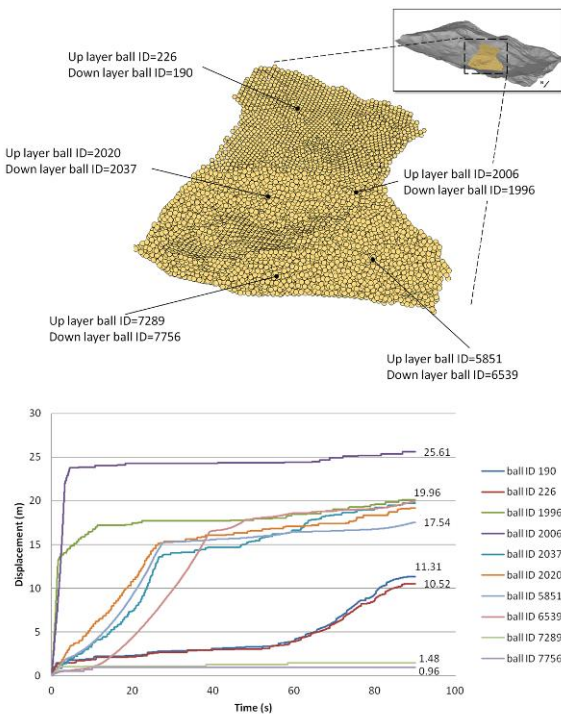 Up layer ball ID=226
Down layer ball ID=190
Up layer ball ID=2020
Down layer ball ID=2037
Up layer ball ID=2006
Down layer ball ID=1996
Up layer ball ID=7289
Down layer ball ID=7756
Up layer ball ID=5851
Down layer ball ID=6539
Displacement (m)
30
25
20
15
10
5
0
0
20
40
60
80
100
Time (s)
25.61
19.96
17.54
11.31
10.52
1.48
0.96
ball ID 190
ball ID 226
ball ID 1996
ball ID 2006
ball ID 2037
ball ID 2020
ball ID 5851
ball ID 6539
ball ID 7289
ball ID 7756